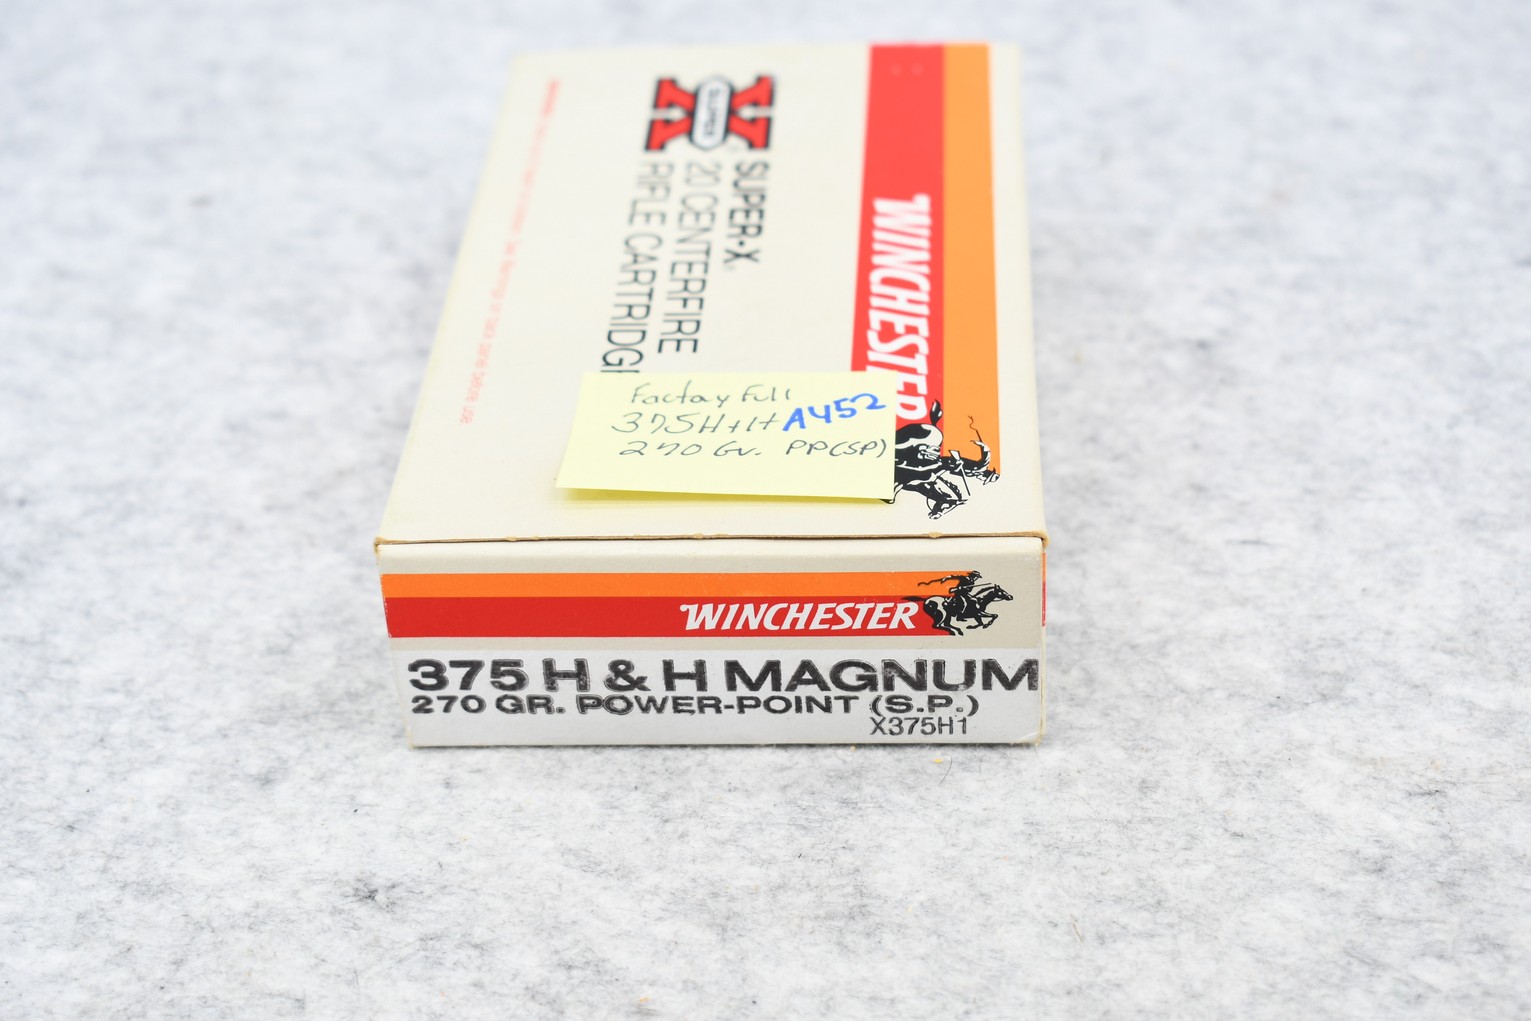 SUPER
SUPER-X
20 CENTERFIRE
RIFLE CARTRIDGE
WINCHESTER
Factory Full
375 H+H A452
270 Gr. PP(SP)
WINCHESTER
375 H & H MAGNUM
270 GR. POWER-POINT (S.P.)
X375H1